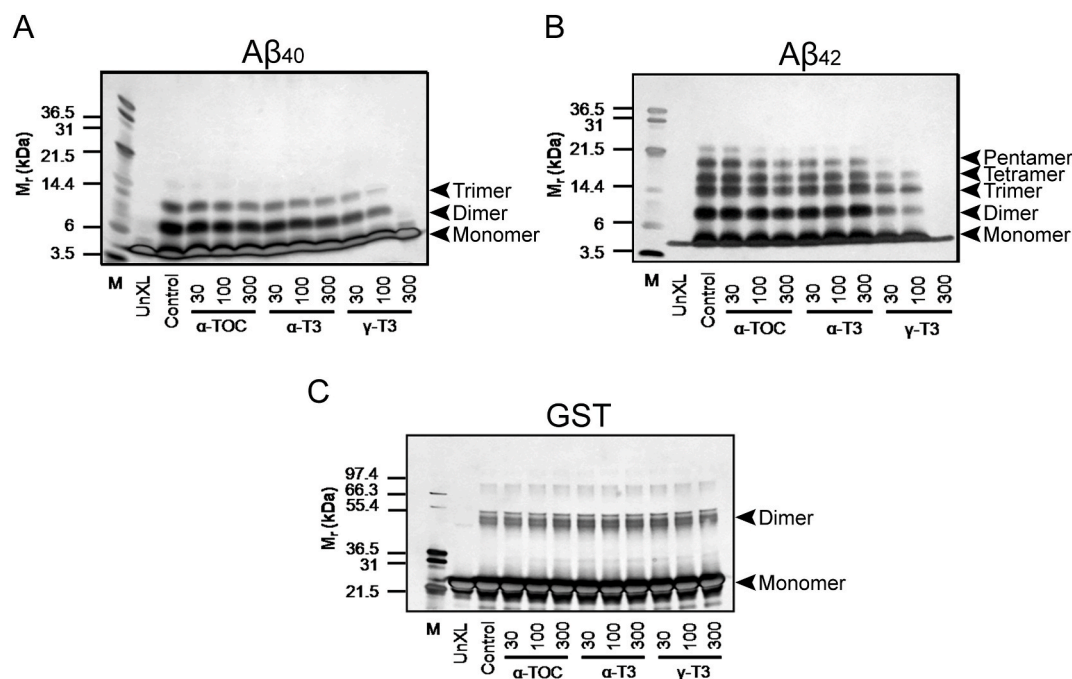 A
Aβ40
Mr (kDa)
36.5
31
21.5
14.4
6
3.5
Trimer
Dimer
Monomer
M
UnXL
Control
30
100
300
30
100
300
30
100
300
α-TOC
α-T3
γ-T3
B
Aβ42
Mr (kDa)
36.5
31
21.5
14.4
6
3.5
Pentamer
Tetramer
Trimer
Dimer
Monomer
M
UnXL
Control
30
100
300
30
100
300
30
100
300
α-TOC
α-T3
γ-T3
C
GST
Mr (kDa)
97.4
66.3
55.4
36.5
31
21.5
Dimer
Monomer
M
UnXL
Control
30
100
300
30
100
300
30
100
300
α-TOC
α-T3
γ-T3